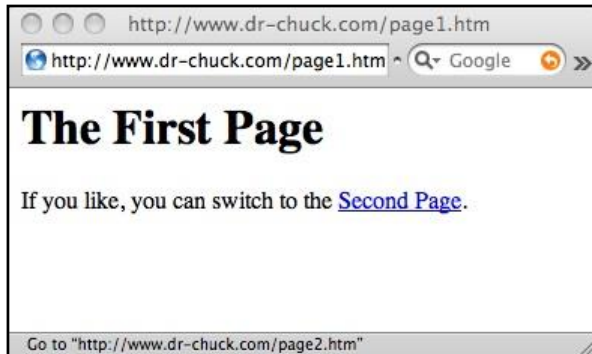 http://www.dr-chuck.com/page1.htm
http://www.dr-chuck.com/page1.htm Google »
The First Page
If you like, you can switch to the Second Page.
Go to "http://www.dr-chuck.com/page2.htm"